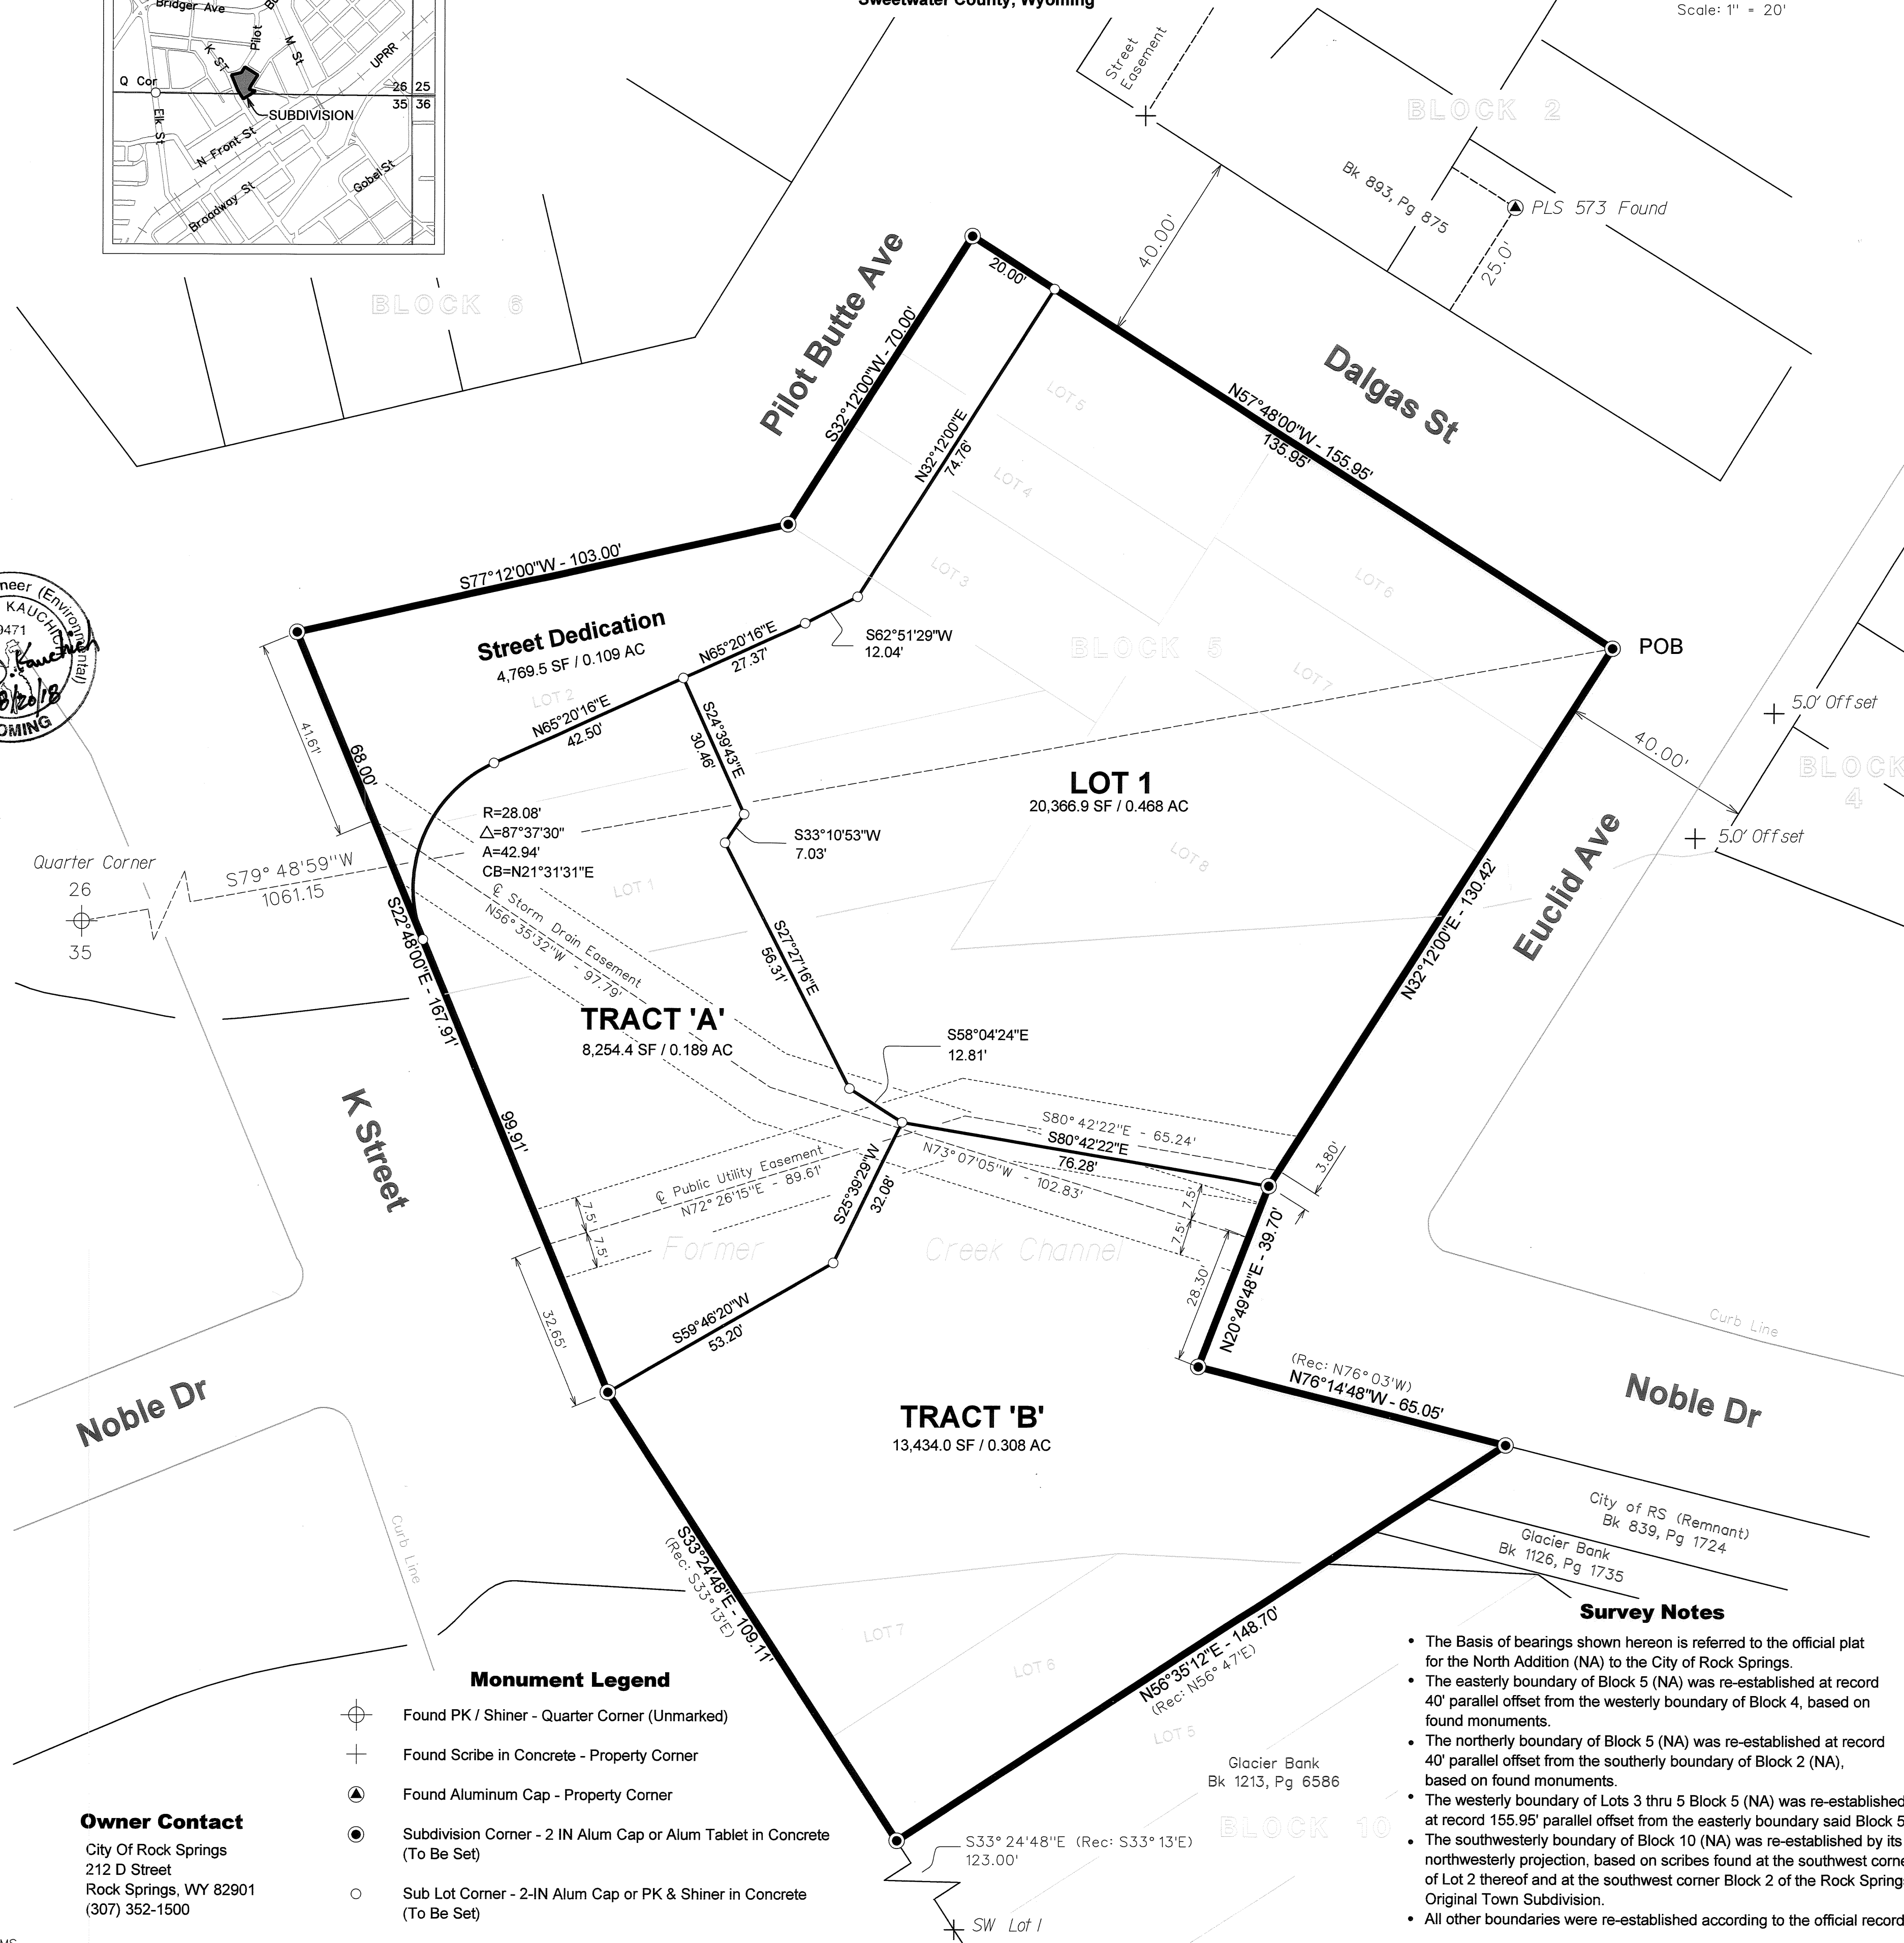 Sweetwater County, Wyoming
Scale: 1" = 20'
Bridger Ave
Pilot
K ST
M St
UPRR
Q Cor
26 25
35 36
SUBDIVISION
Elk St
N Front St
Broadway St
Gobel St
Street
Easement
BLOCK 2
Bk 893, Pg 875
PLS 573 Found
25.0'
40.00'
BLOCK 6
Pilot Butte Ave
20.00'
S32°12'00"W - 70.00'
N32°12'00"E
74.76'
Dalgas St
N57°48'00"W - 155.95'
135.95'
LOT 5
LOT 4
LOT 3
LOT 6
LOT 7
BLOCK 5
S77°12'00"W - 103.00'
Street Dedication
4,769.5 SF / 0.109 AC
LOT 2
N65°20'16"E
27.37'
S62°51'29"W
12.04'
N65°20'16"E
42.50'
POB
5.0' Offset
40.00'
BLOCK
4
5.0' Offset
KAUCHICH
9471
8/20/18
41.61'
68.00'
S24°39'43"E
30.46'
LOT 1
20,366.9 SF / 0.468 AC
R=28.08'
△=87°37'30"
A=42.94'
CB=N21°31'31"E
S33°10'53"W
7.03'
LOT 8
LOT 1
Quarter Corner
26
35
S79°48'59"W
1061.15
S22°48'00"E - 167.91'
℄ Storm Drain Easement
N56°35'32"W - 97.79'
S27°27'16"E
56.31'
N32°12'00"E - 130.42'
Euclid Ave
TRACT 'A'
8,254.4 SF / 0.189 AC
S58°04'24"E
12.81'
K Street
99.91'
S80°42'22"E - 65.24'
S80°42'22"E
76.28'
N73°07'05"W - 102.83'
℄ Public Utility Easement
N72°26'15"E - 89.61'
S25°39'29"W
32.08'
3.80'
7.5'
7.5'
7.5'
7.5'
Former Creek Channel
28.30'
N20°49'48"E - 39.70'
32.65'
S59°46'20"W
53.20'
Curb Line
(Rec: N76°03'W)
N76°14'48"W - 65.05'
Noble Dr
Noble Dr
TRACT 'B'
13,434.0 SF / 0.308 AC
City of RS (Remnant)
Bk 839, Pg 1724
Glacier Bank
Bk 1126, Pg 1735
Curb Line
S33°24'48"E - 109.11'
(Rec: S33°13'E)
LOT 7
LOT 6
LOT 5
N56°35'12"E - 148.70'
(Rec: N56°47'E)
Glacier Bank
Bk 1213, Pg 6586
BLOCK 10
S33°24'48"E (Rec: S33°13'E)
123.00'
SW Lot 1
Monument Legend
Found PK / Shiner - Quarter Corner (Unmarked)
Found Scribe in Concrete - Property Corner
Found Aluminum Cap - Property Corner
Subdivision Corner - 2 IN Alum Cap or Alum Tablet in Concrete
(To Be Set)
Sub Lot Corner - 2-IN Alum Cap or PK & Shiner in Concrete
(To Be Set)
Owner Contact
City Of Rock Springs
212 D Street
Rock Springs, WY 82901
(307) 352-1500
Survey Notes
• The Basis of bearings shown hereon is referred to the official plat
for the North Addition (NA) to the City of Rock Springs.
• The easterly boundary of Block 5 (NA) was re-established at record
40' parallel offset from the westerly boundary of Block 4, based on
found monuments.
• The northerly boundary of Block 5 (NA) was re-established at record
40' parallel offset from the southerly boundary of Block 2 (NA),
based on found monuments.
• The westerly boundary of Lots 3 thru 5 Block 5 (NA) was re-established
at record 155.95' parallel offset from the easterly boundary said Block 5
• The southwesterly boundary of Block 10 (NA) was re-established by its
northwesterly projection, based on scribes found at the southwest corne
of Lot 2 thereof and at the southwest corner Block 2 of the Rock Springs
Original Town Subdivision.
• All other boundaries were re-established according to the official record